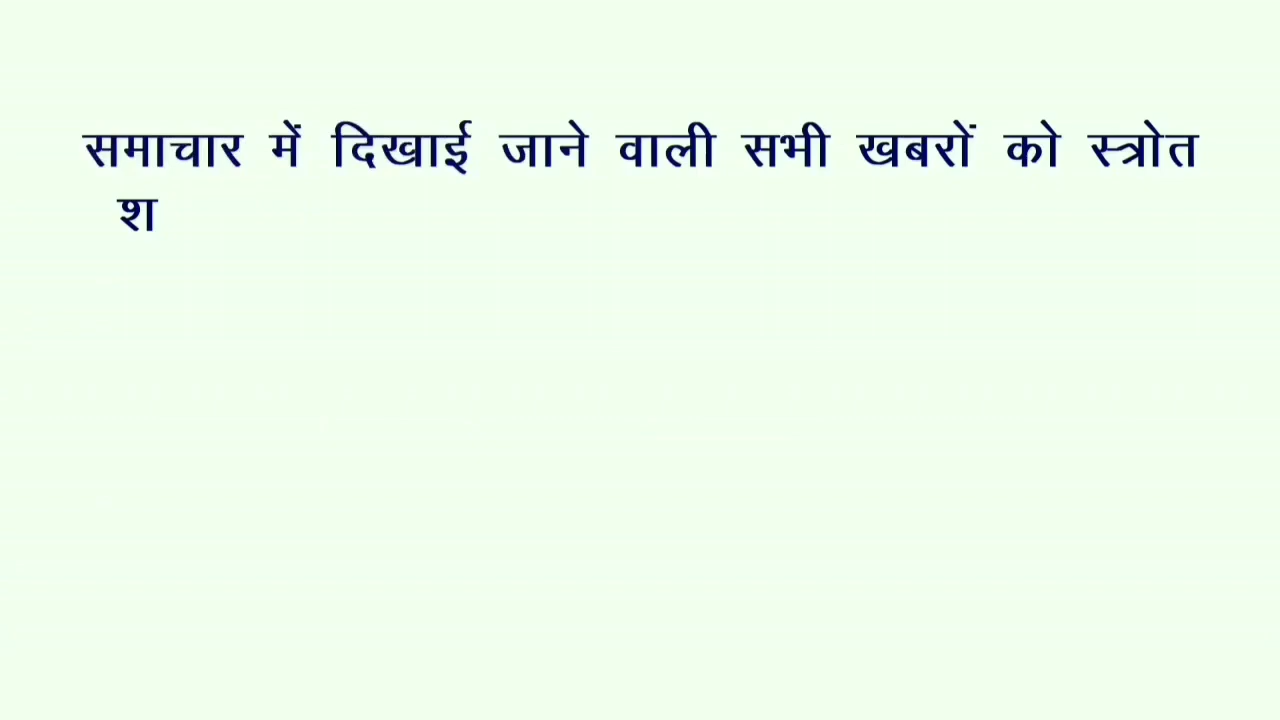 समाचार में दिखाई जाने वाली सभी खबरों को स्त्रोत
श